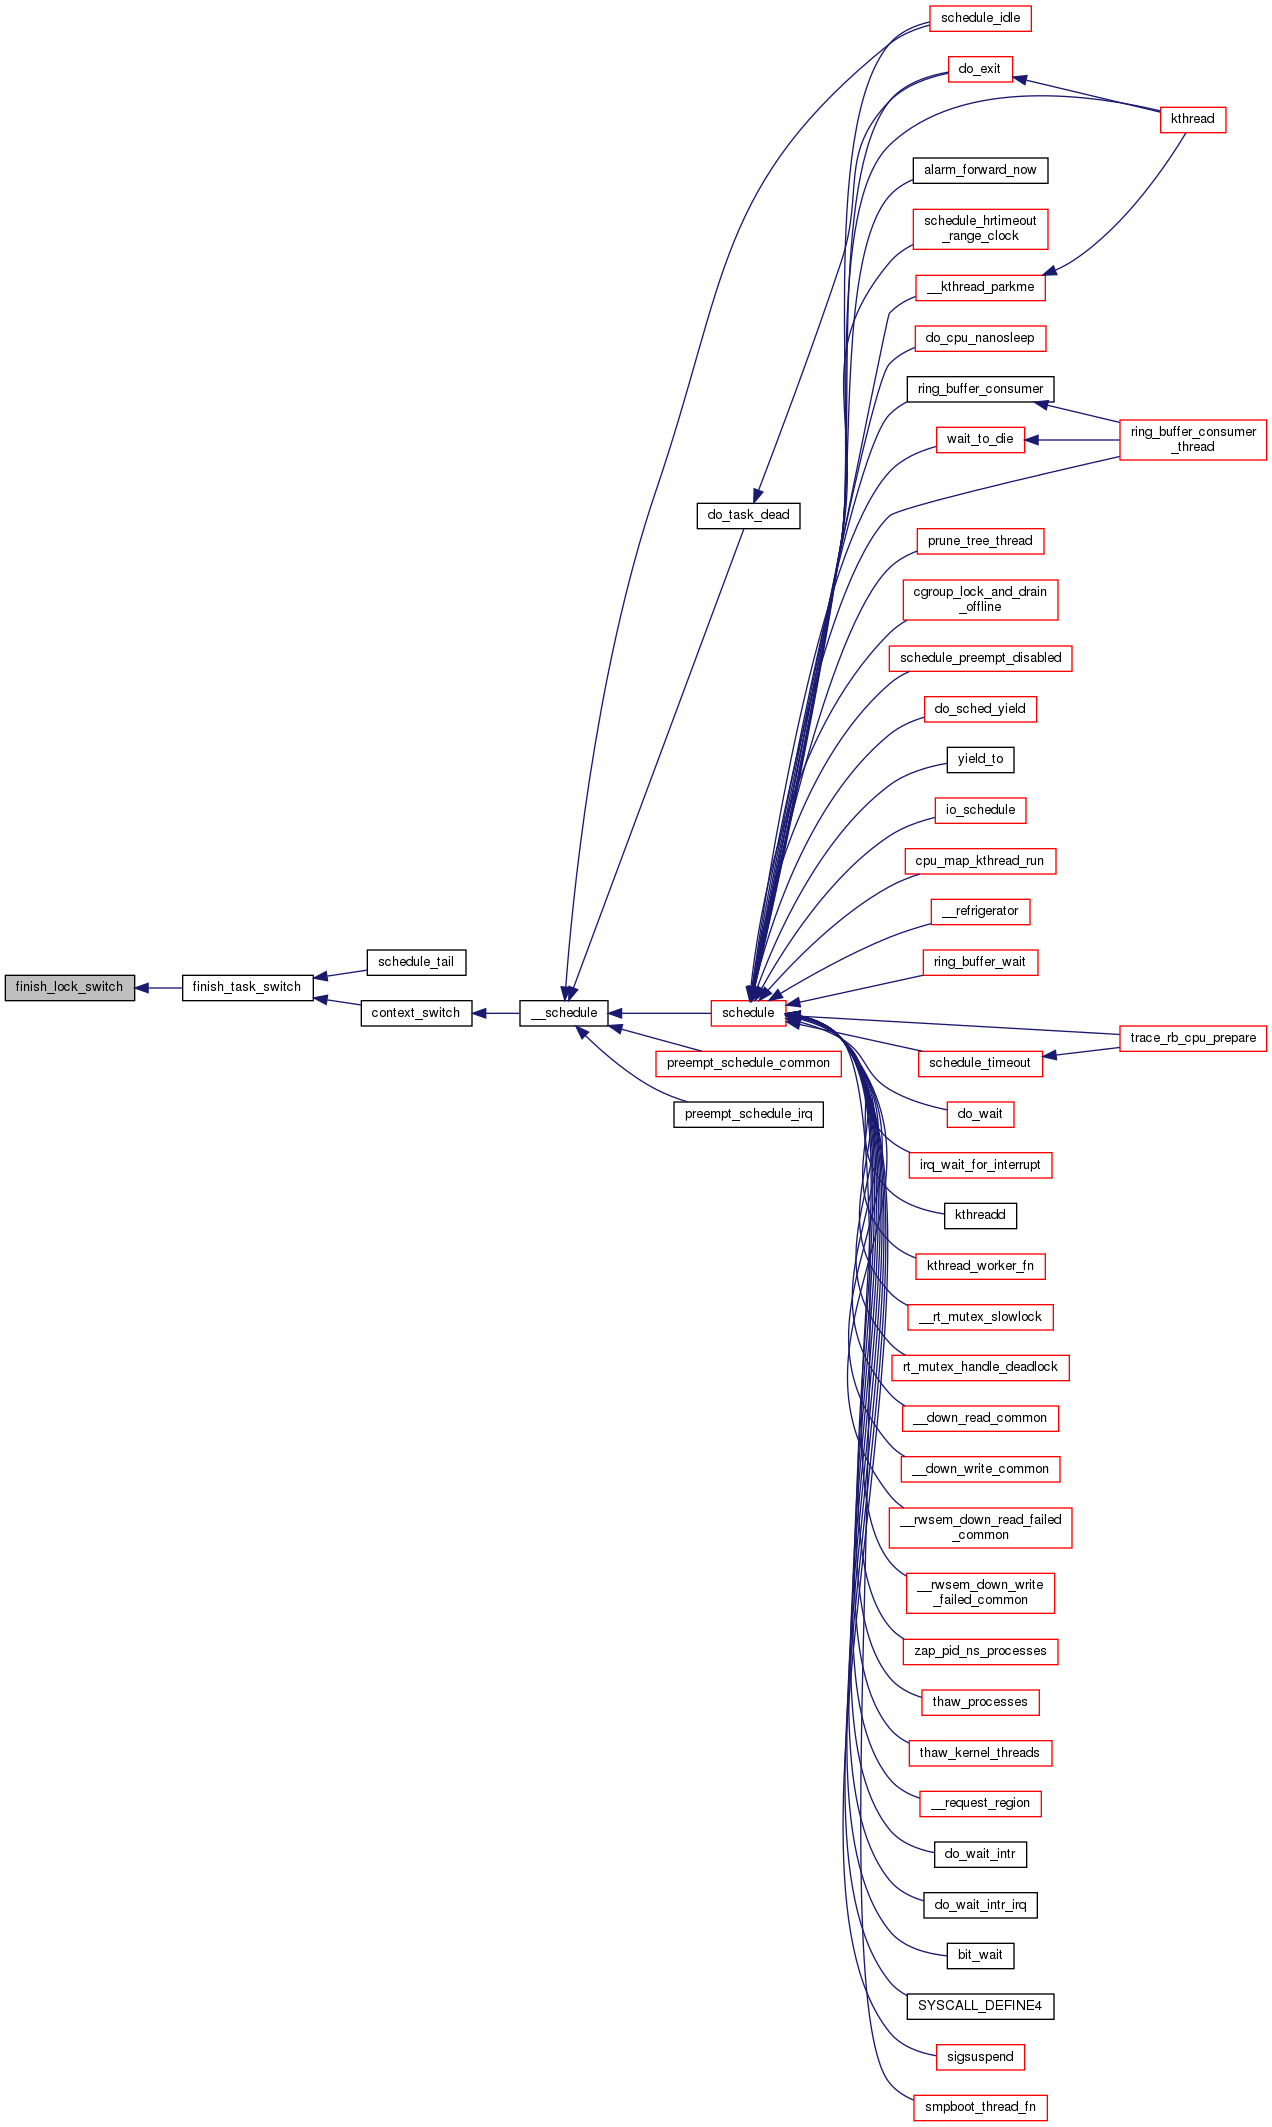 schedule_idle
do_exit
kthread
alarm_forward_now
schedule_hrtimeout
_range_clock
__kthread_parkme
do_cpu_nanosleep
ring_buffer_consumer
ring_buffer_consumer
_thread
wait_to_die
do_task_dead
prune_tree_thread
cgroup_lock_and_drain
_offline
schedule_preempt_disabled
do_sched_yield
yield_to
io_schedule
cpu_map_kthread_run
__refrigerator
schedule_tail
ring_buffer_wait
finish_lock_switch
finish_task_switch
context_switch
__schedule
schedule
trace_rb_cpu_prepare
preempt_schedule_common
schedule_timeout
preempt_schedule_irq
do_wait
irq_wait_for_interrupt
kthreadd
kthread_worker_fn
__rt_mutex_slowlock
rt_mutex_handle_deadlock
__down_read_common
__down_write_common
__rwsem_down_read_failed
_common
__rwsem_down_write
_failed_common
zap_pid_ns_processes
thaw_processes
thaw_kernel_threads
__request_region
do_wait_intr
do_wait_intr_irq
bit_wait
SYSCALL_DEFINE4
sigsuspend
smpboot_thread_fn